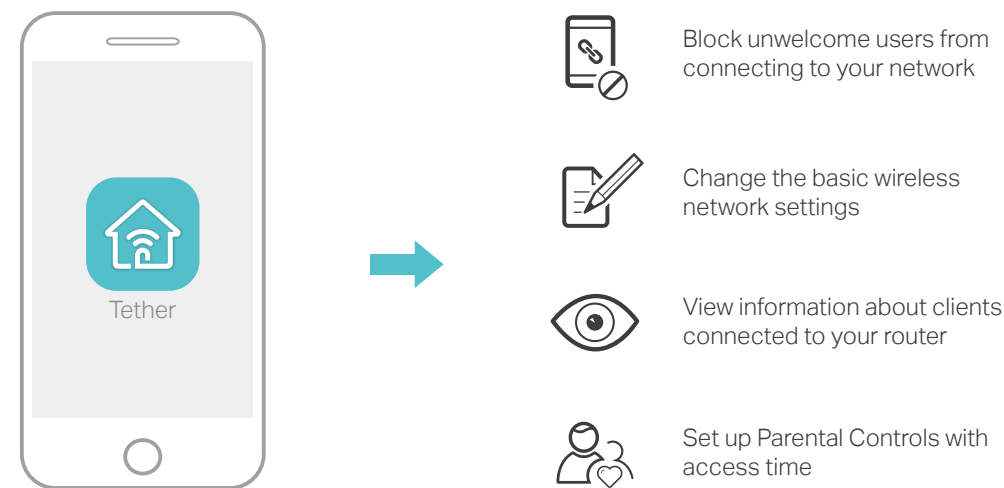 Tether
Block unwelcome users from
connecting to your network
Change the basic wireless
network settings
View information about clients
connected to your router
Set up Parental Controls with
access time